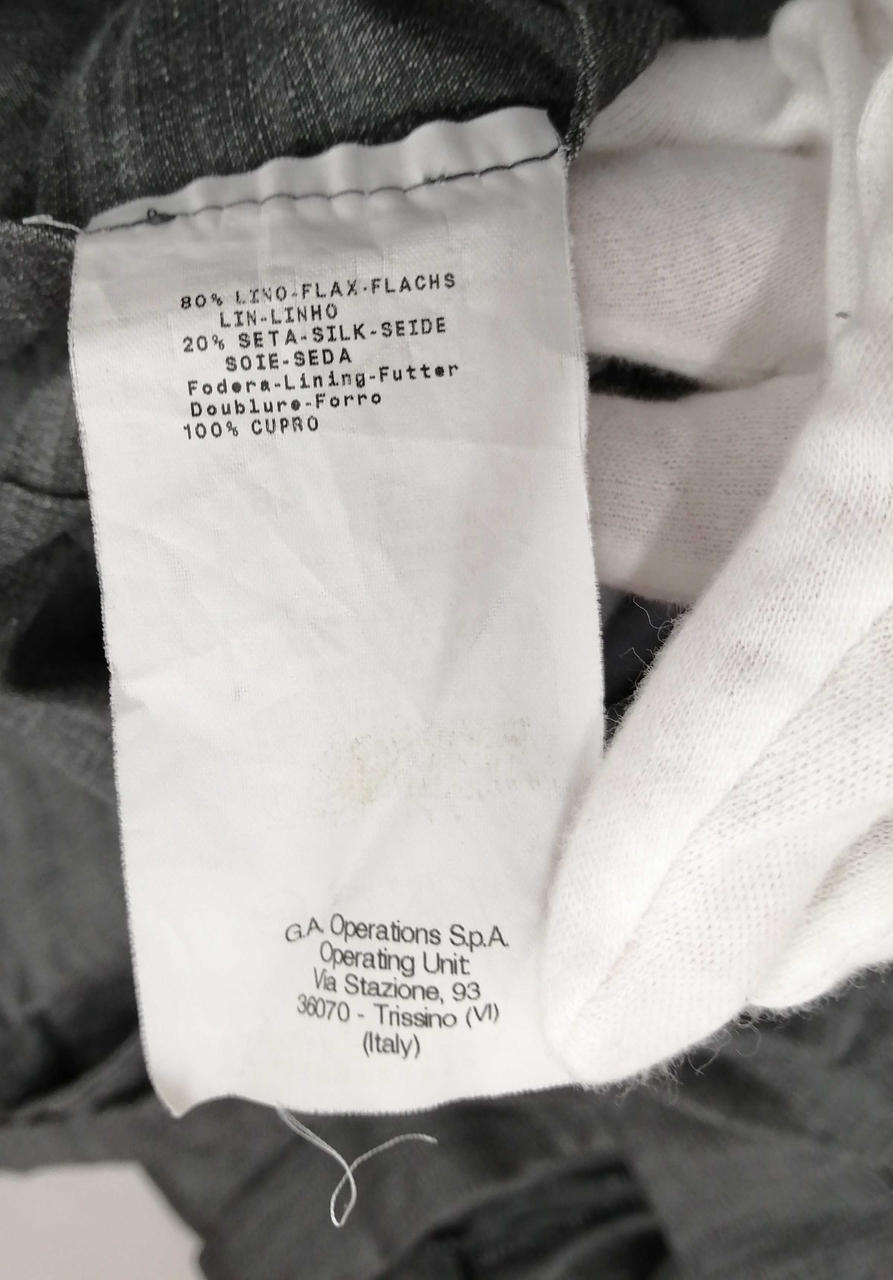 80% LINO-FLAX-FLACHS
LIN-LINHO
20% SETA-SILK-SEIDE
SOIE-SEDA
Fodera-Lining-Futter
Doublure-Forro
100% CUPRO
G.A. Operations S.p.A.
Operating Unit:
Via Stazione, 93
36070 - Trissino (VI)
(Italy)